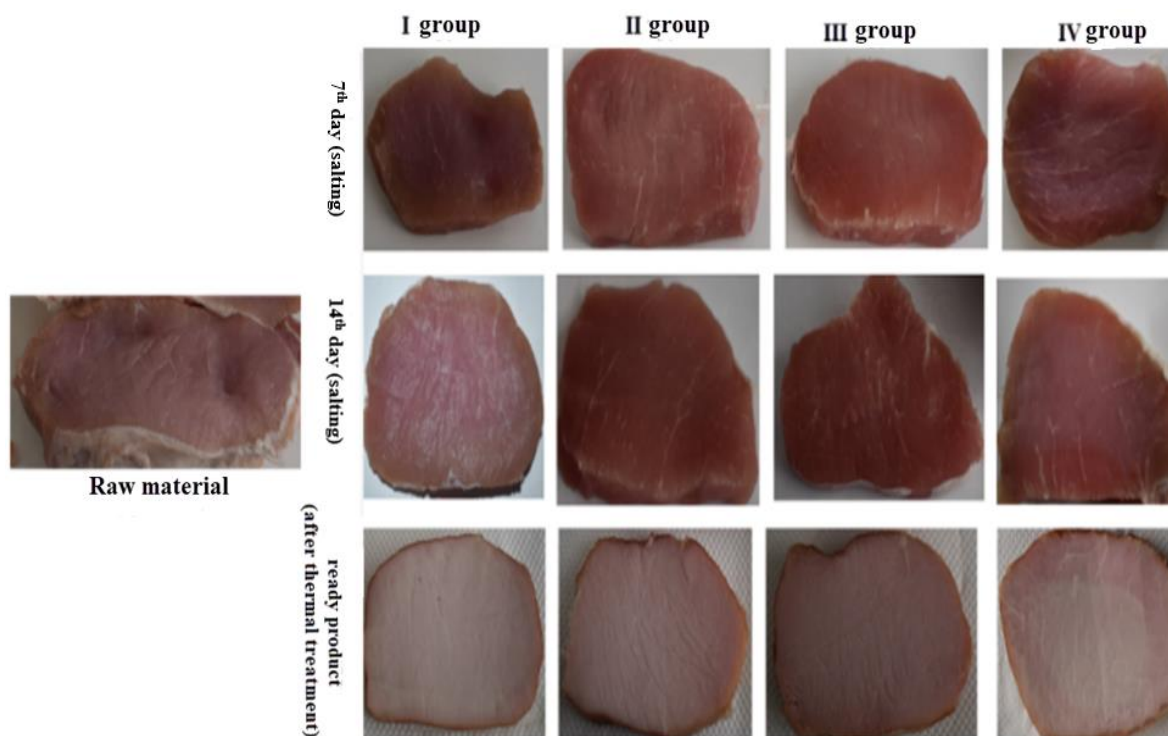 I group
II group
III group
IV group
7th day (salting)
14th day (salting)
Raw material
ready product
(after thermal treatment)